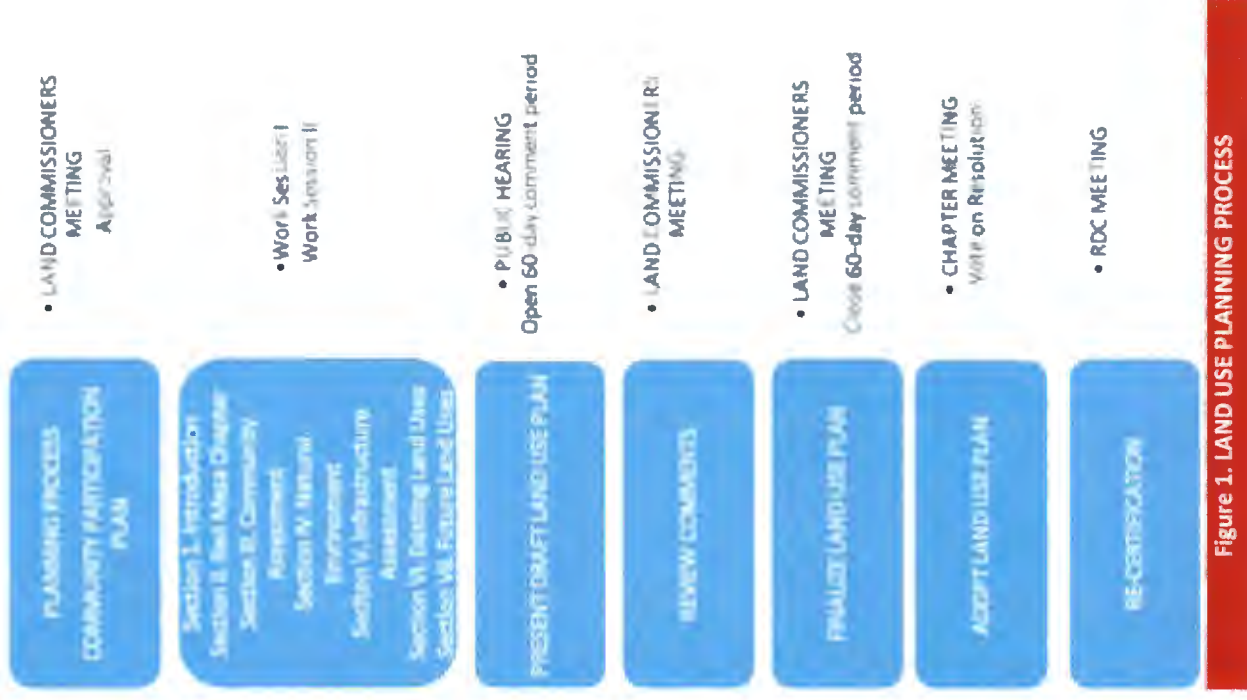 PLANNING PROCESS
COMMUNITY PARTICIPATION
PLAN
• LAND COMMISSIONERS
MEETING
Approval
Section I. Introduction
Section II. Red Mesa Chapter
Section III. Community
Assessment
Section IV. Natural
Environment
Section V. Infrastructure
Assessment
Section VI. Existing Land Uses
Section VII. Future Land Uses
• Work Session I
Work Session II
PRESENT DRAFT LAND USE PLAN
• PUBLIC HEARING
Open 60-day comment period
REVIEW COMMENTS
• LAND COMMISSIONERS
MEETING
FINALIZE LAND USE PLAN
• LAND COMMISSIONERS
MEETING
Close 60-day comment period
ADOPT LAND USE PLAN
• CHAPTER MEETING
Vote on Resolution
RE-CERTIFICATION
• RDC MEETING
Figure 1. LAND USE PLANNING PROCESS